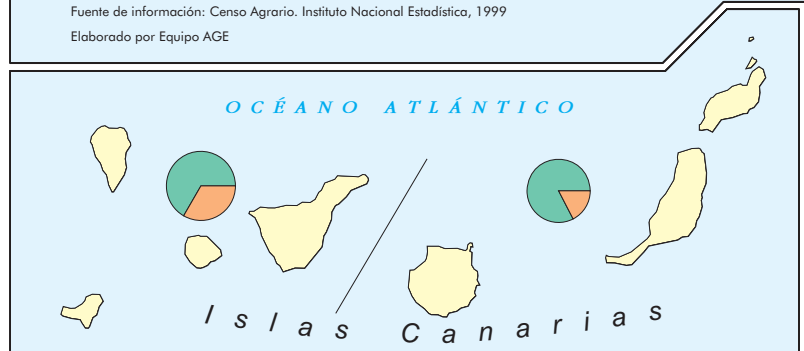 Fuente de información: Censo Agrario. Instituto Nacional Estadística, 1999
Elaborado por Equipo AGE
OCÉANO ATLÁNTICO
Islas Canarias